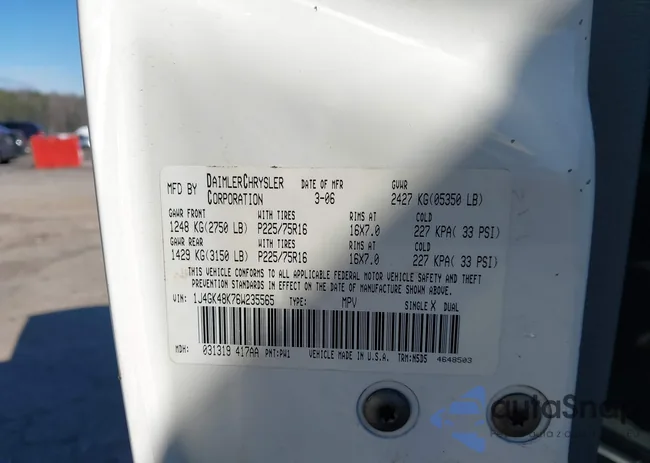 MFD BY DAIMLERCHRYSLER CORPORATION DATE OF MFR 3-06 GVWR 2427 KG(05350 LB)
GAWR FRONT WITH TIRES RIMS AT COLD
1248 KG(2750 LB) P225/75R16 16X7.0 227 KPA( 33 PSI)
GAWR REAR WITH TIRES RIMS AT COLD
1429 KG(3150 LB) P225/75R16 16X7.0 227 KPA( 33 PSI)
THIS VEHICLE CONFORMS TO ALL APPLICABLE FEDERAL MOTOR VEHICLE SAFETY AND THEFT
PREVENTION STANDARDS IN EFFECT ON THE DATE OF MANUFACTURE SHOWN ABOVE.
VIN: 1J4GK48K76W235565 TYPE: MPV SINGLE X DUAL
MDH: 031319 417AA PNT:PW1 VEHICLE MADE IN U.S.A. TRM:N5D5 4648503
autaSnap